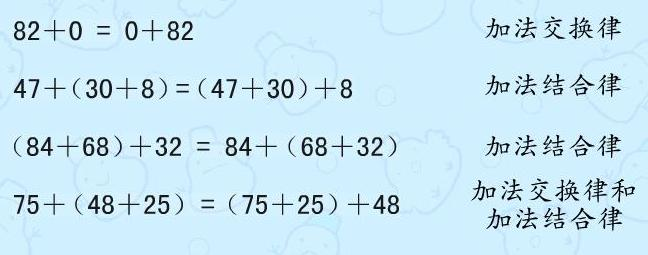 82+0 = 0+82 加法交换律
47+(30+8)=(47+30)+8 加法结合律
(84+68)+32 = 84+(68+32) 加法结合律
75+(48+25)=(75+25)+48 加法交换律和
加法结合律